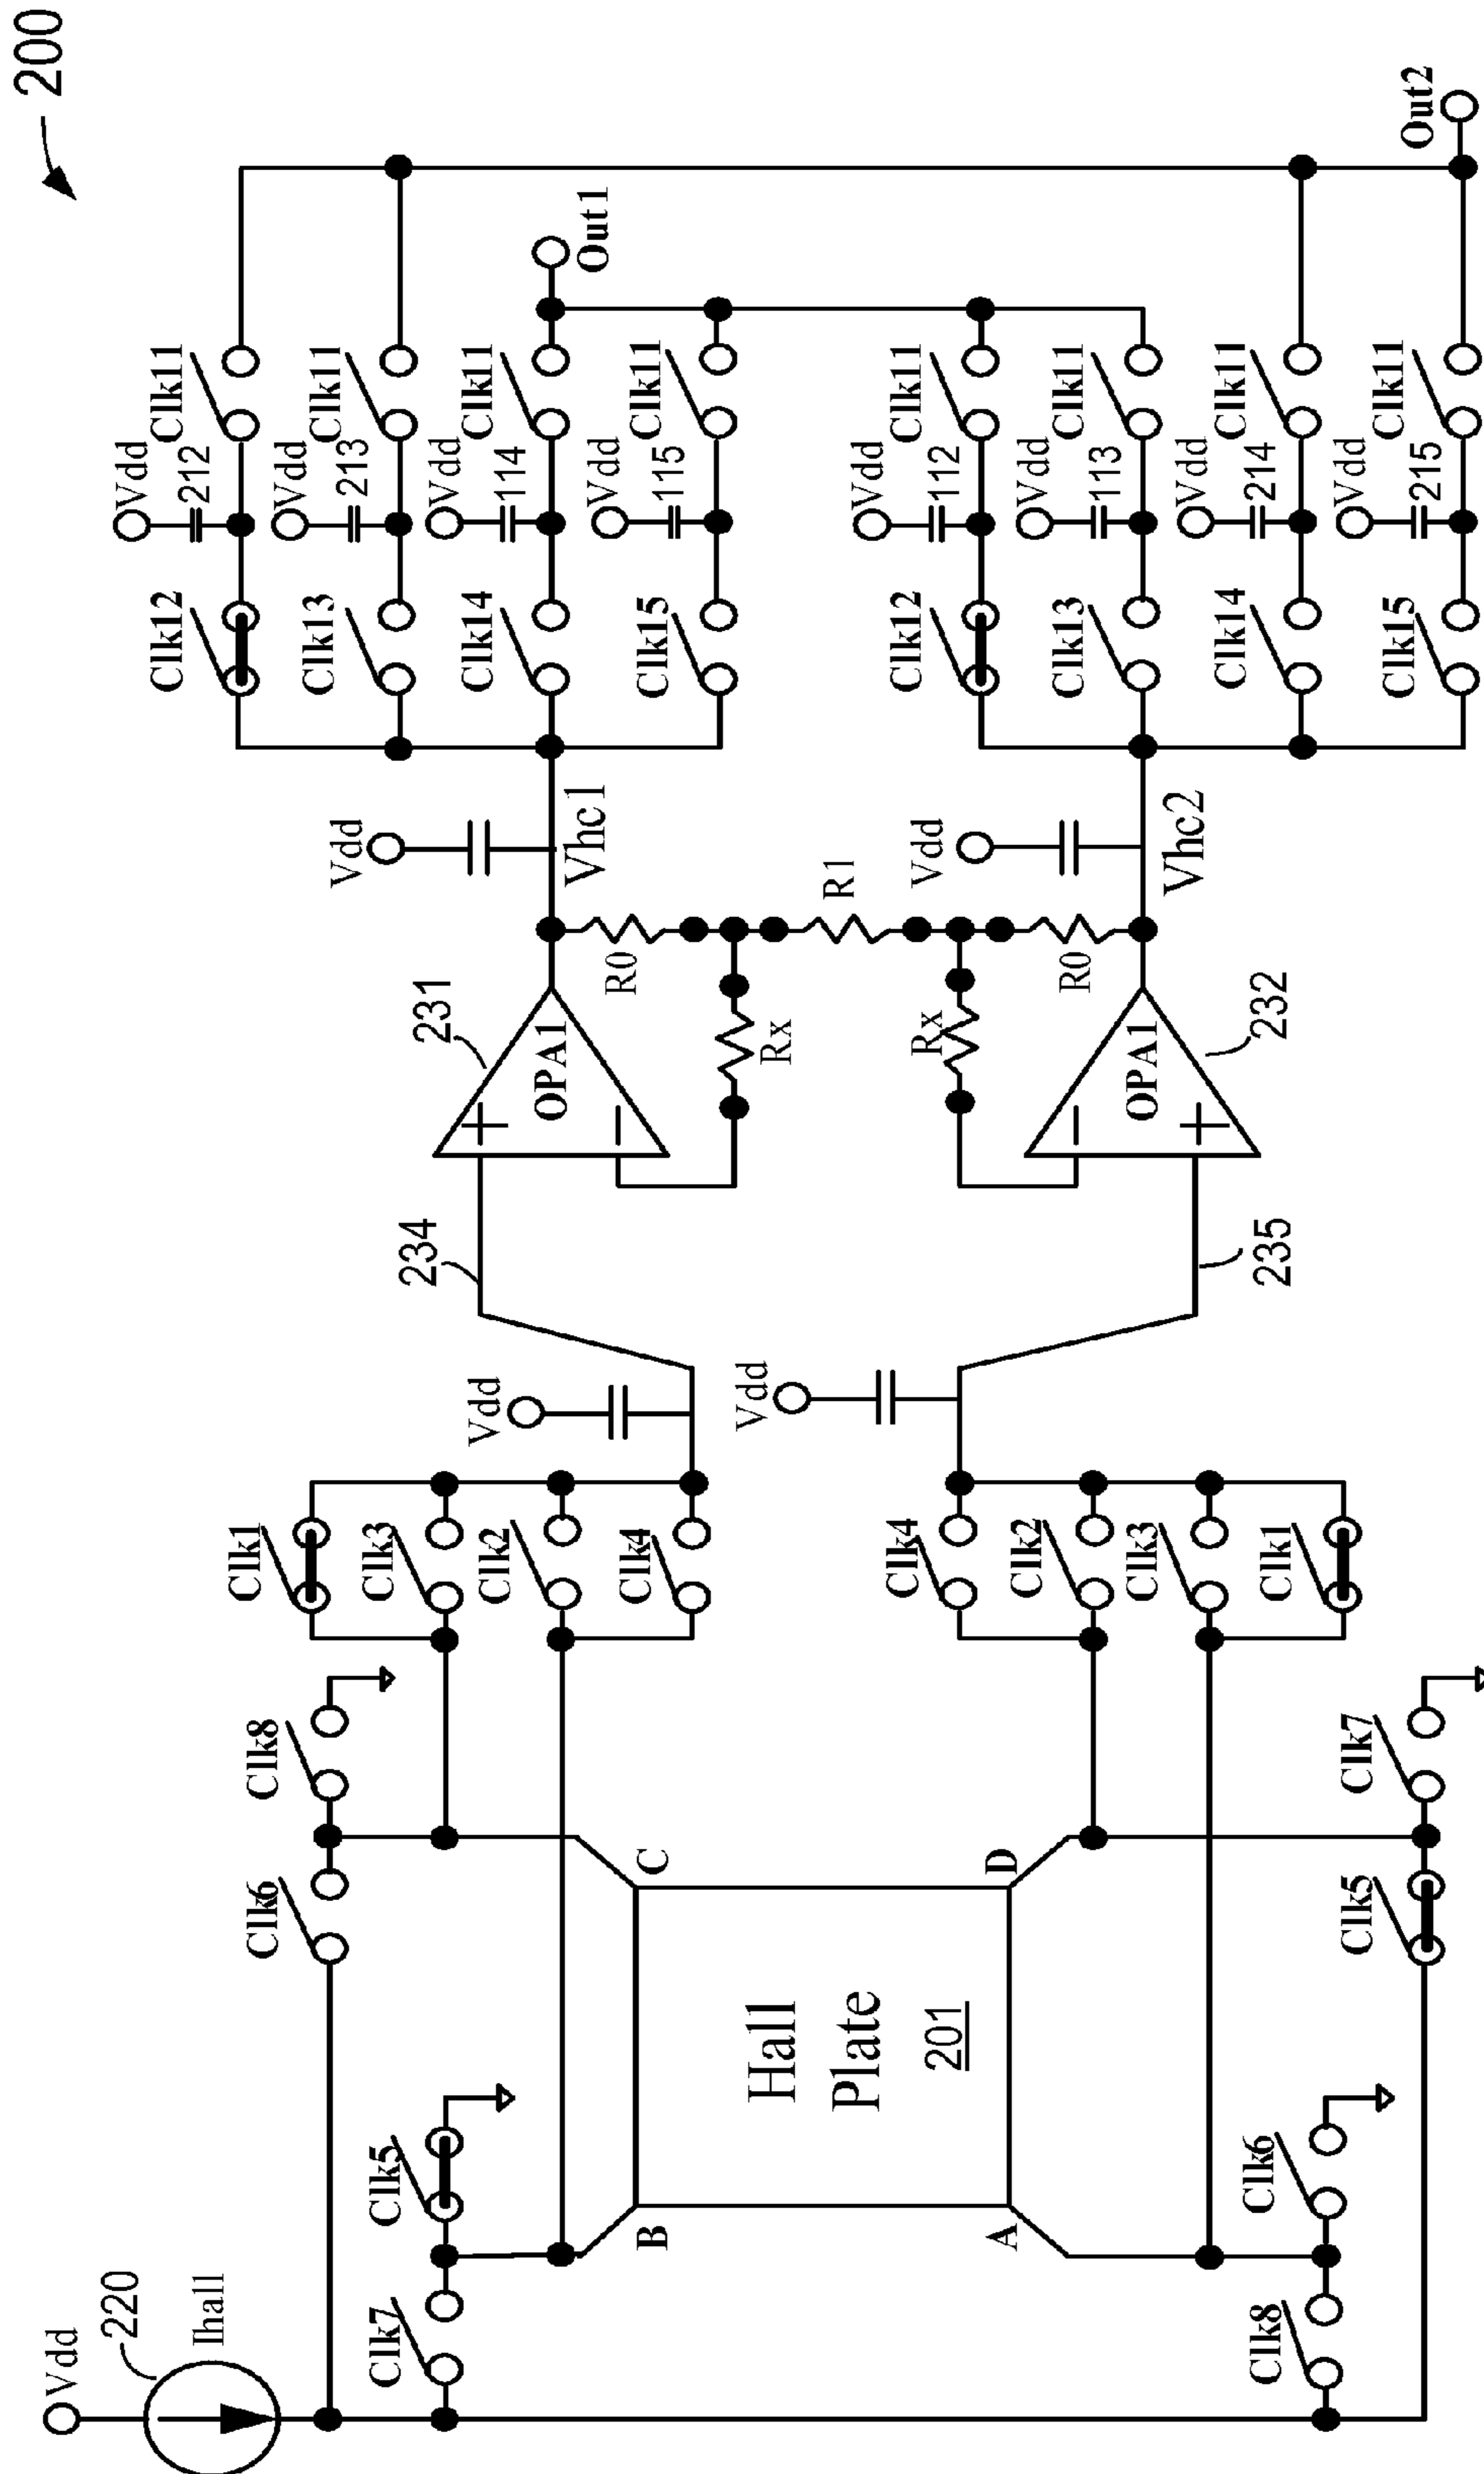 200
Vdd
220
Ihall
Clk6
Clk8
Clk7
Clk5
B
C
Hall
Plate
201
A
D
Clk8
Clk6
Clk5
Clk7
Clk1
Clk3
Clk2
Clk4
Clk4
Clk2
Clk3
Clk1
Vdd
Vdd
234
235
231
OPA1
232
OPA1
Rx
Rx
R0
R1
R0
Vdd
Vhc1
Vdd
Vhc2
Clk12
Vdd
212
Clk11
Clk13
Vdd
213
Clk11
Clk14
Vdd
114
Clk11
Clk15
Vdd
115
Clk11
Out1
Clk12
Vdd
112
Clk11
Clk13
Vdd
113
Clk11
Clk14
Vdd
214
Clk11
Clk15
Vdd
215
Clk11
Out2